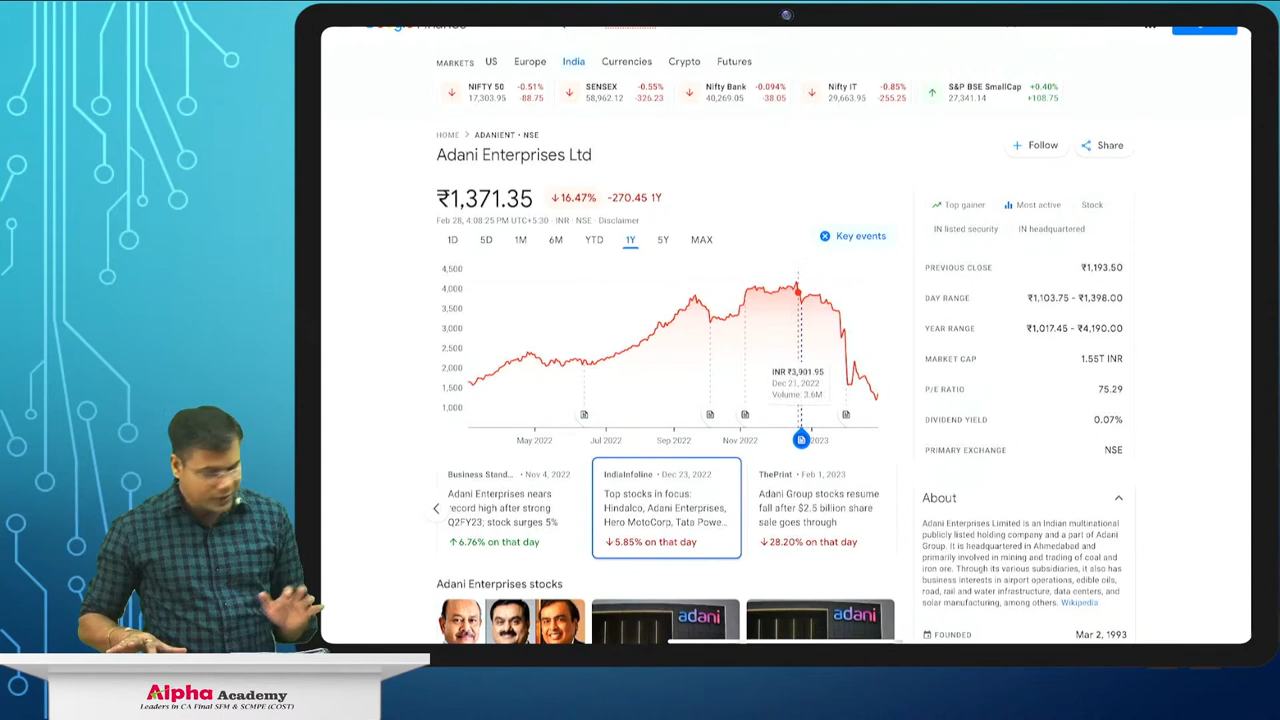 MARKETS US Europe India Currencies Crypto Futures
NIFTY 50 -0.51%
17,303.95 -88.75
SENSEX -0.55%
58,962.12 -326.23
Nifty Bank -0.094%
40,269.05 -38.05
Nifty IT -0.85%
29,663.95 -255.25
S&P BSE SmallCap +0.40%
27,341.14 +108.75
HOME > ADANIENT • NSE
Adani Enterprises Ltd
+ Follow
Share
₹1,371.35 ↓16.47% -270.45 1Y
Feb 28, 4:08:25 PM UTC+5:30 · INR · NSE · Disclaimer
1D 5D 1M 6M YTD 1Y 5Y MAX
Key events
4,500
4,000
3,500
3,000
2,500
2,000
1,500
1,000
INR ₹3,901.95
Dec 21, 2022
Volume: 3.6M
May 2022 Jul 2022 Sep 2022 Nov 2022 2023
Top gainer Most active Stock
IN listed security IN headquartered
PREVIOUS CLOSE ₹1,193.50
DAY RANGE ₹1,103.75 - ₹1,398.00
YEAR RANGE ₹1,017.45 - ₹4,190.00
MARKET CAP 1.55T INR
P/E RATIO 75.29
DIVIDEND YIELD 0.07%
PRIMARY EXCHANGE NSE
Business Stand... • Nov 4, 2022
Adani Enterprises nears
record high after strong
Q2FY23; stock surges 5%
↑6.76% on that day
IndiaInfoline • Dec 23, 2022
Top stocks in focus:
Hindalco, Adani Enterprises,
Hero MotoCorp, Tata Powe...
↓5.85% on that day
ThePrint • Feb 1, 2023
Adani Group stocks resume
fall after $2.5 billion share
sale goes through
↓28.20% on that day
About
Adani Enterprises Limited is an Indian multinational
publicly listed holding company and a part of Adani
Group. It is headquartered in Ahmedabad and
primarily involved in mining and trading of coal and
iron ore. Through its various subsidiaries, it also has
business interests in airport operations, edible oils,
road, rail and water infrastructure, data centers, and
solar manufacturing, among others. Wikipedia
FOUNDED Mar 2, 1993
Adani Enterprises stocks
adani
adani
Alpha Academy
Leaders in CA Final SFM & SCMPE (COST)